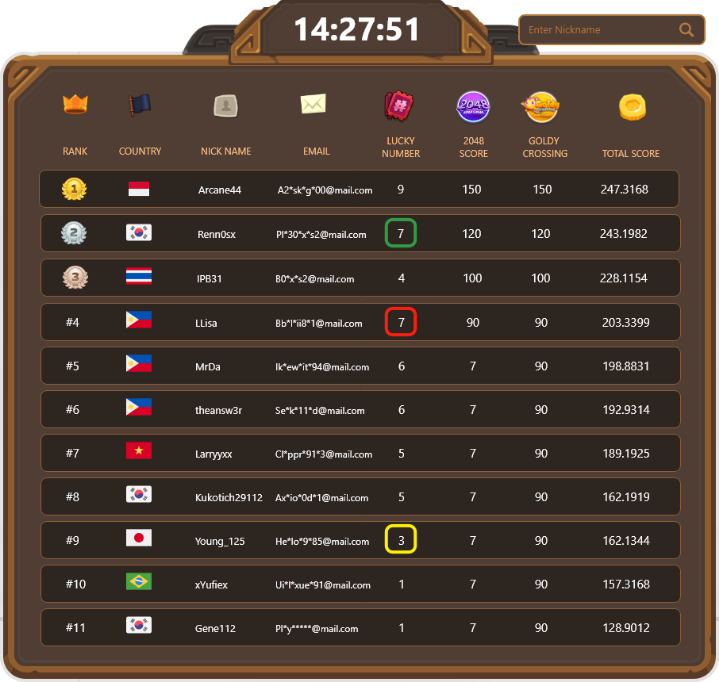 14:27:51
Enter Nickname
2048
Goldy
RANK COUNTRY NICK NAME EMAIL LUCKY NUMBER 2048 SCORE GOLDY CROSSING TOTAL SCORE
1 Arcane44 A2*sk*g*00@mail.com 9 150 150 247.3168
2 Renn0sx Pl*30*x*s2@mail.com 7 120 120 243.1982
3 IPB31 B0*x*s2@mail.com 4 100 100 228.1154
#4 LLisa Bb*l*ii8*1@mail.com 7 90 90 203.3399
#5 MrDa Ik*ew*it*94@mail.com 6 7 90 198.8831
#6 theansw3r Se*k*11*d@mail.com 6 7 90 192.9314
#7 Larryyxx Cl*ppr*91*3@mail.com 5 7 90 189.1925
#8 Kukotich29112 Ax*io*0d*1@mail.com 5 7 90 162.1919
#9 Young_125 He*lo*9*85@mail.com 3 7 90 162.1344
#10 xYufiex Ui*l*xue*91@mail.com 1 7 90 157.3168
#11 Gene112 Pl*y*****@mail.com 1 7 90 128.9012